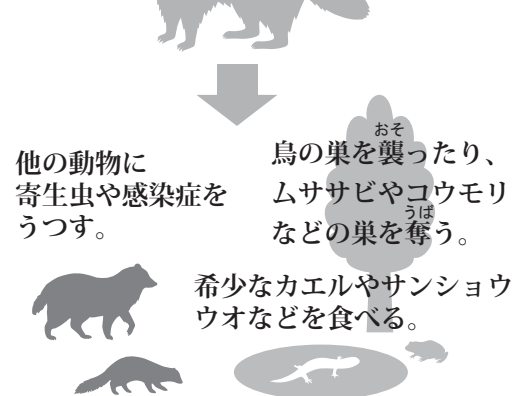 他の動物に
寄生虫や感染症を
うつす。
鳥の巣を襲ったり、
おそ
ムササビやコウモリ
などの巣を奪う。
うば
希少なカエルやサンショウ
ウオなどを食べる。